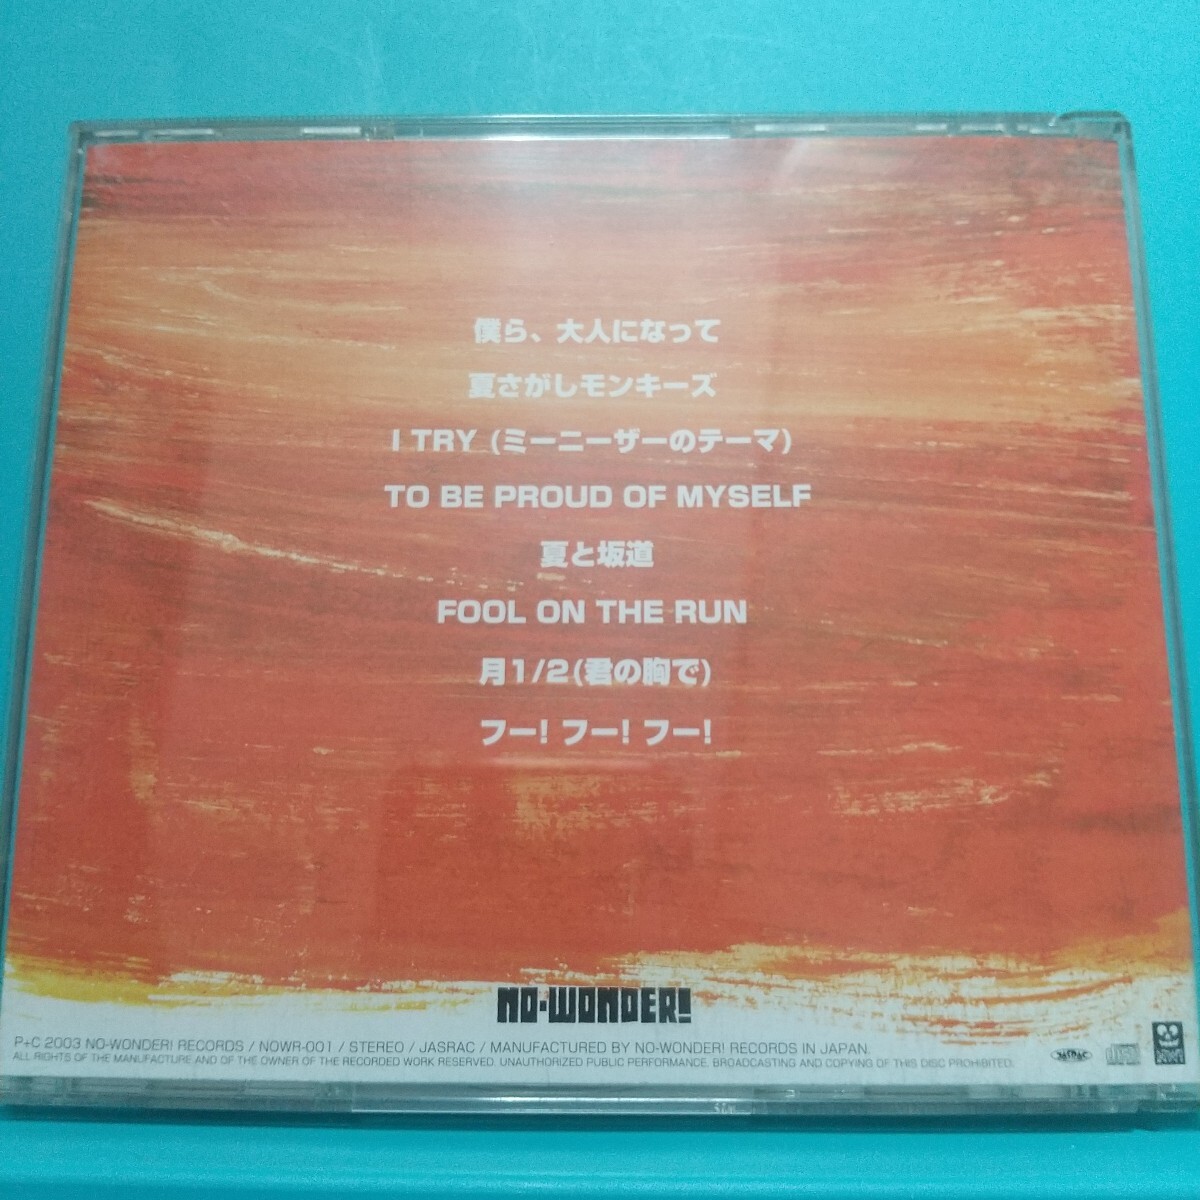 僕ら、大人になって
夏さがしモンキーズ
I TRY (ミーニーザーのテーマ)
TO BE PROUD OF MYSELF
夏と坂道
FOOL ON THE RUN
月1/2(君の胸で)
フー! フー! フー!
NO-WONDER!
P+C 2003 NO-WONDER! RECORDS / NOWR-001 / STEREO / JASRAC / MANUFACTURED BY NO-WONDER! RECORDS IN JAPAN.
ALL RIGHTS OF THE MANUFACTURE AND OF THE OWNER OF THE RECORDED WORK RESERVED. UNAUTHORIZED PUBLIC PERFORMANCE. BROADCASTING AND COPYING OF THIS DISC PROHIBITED.
JASRAC